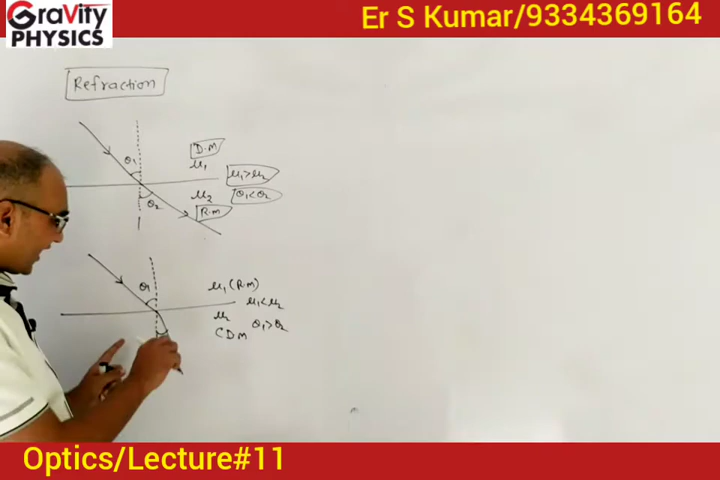 GraVity
PHYSICS
Er S Kumar/9334369164
Refraction
D.M
θ1
μ1
μ1>μ2
μ2
θ1<θ2
θ2
R.M
θ1
μ1 (R.M)
μ1<μ2
μ2
θ1>θ2
(DM
Optics/Lecture#11